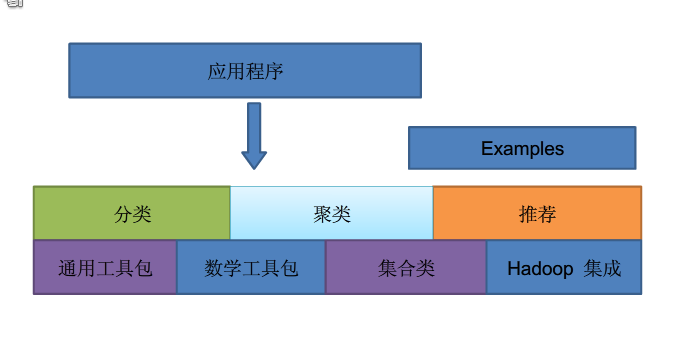 应用程序
Examples
分类
聚类
推荐
通用工具包
数学工具包
集合类
Hadoop 集成